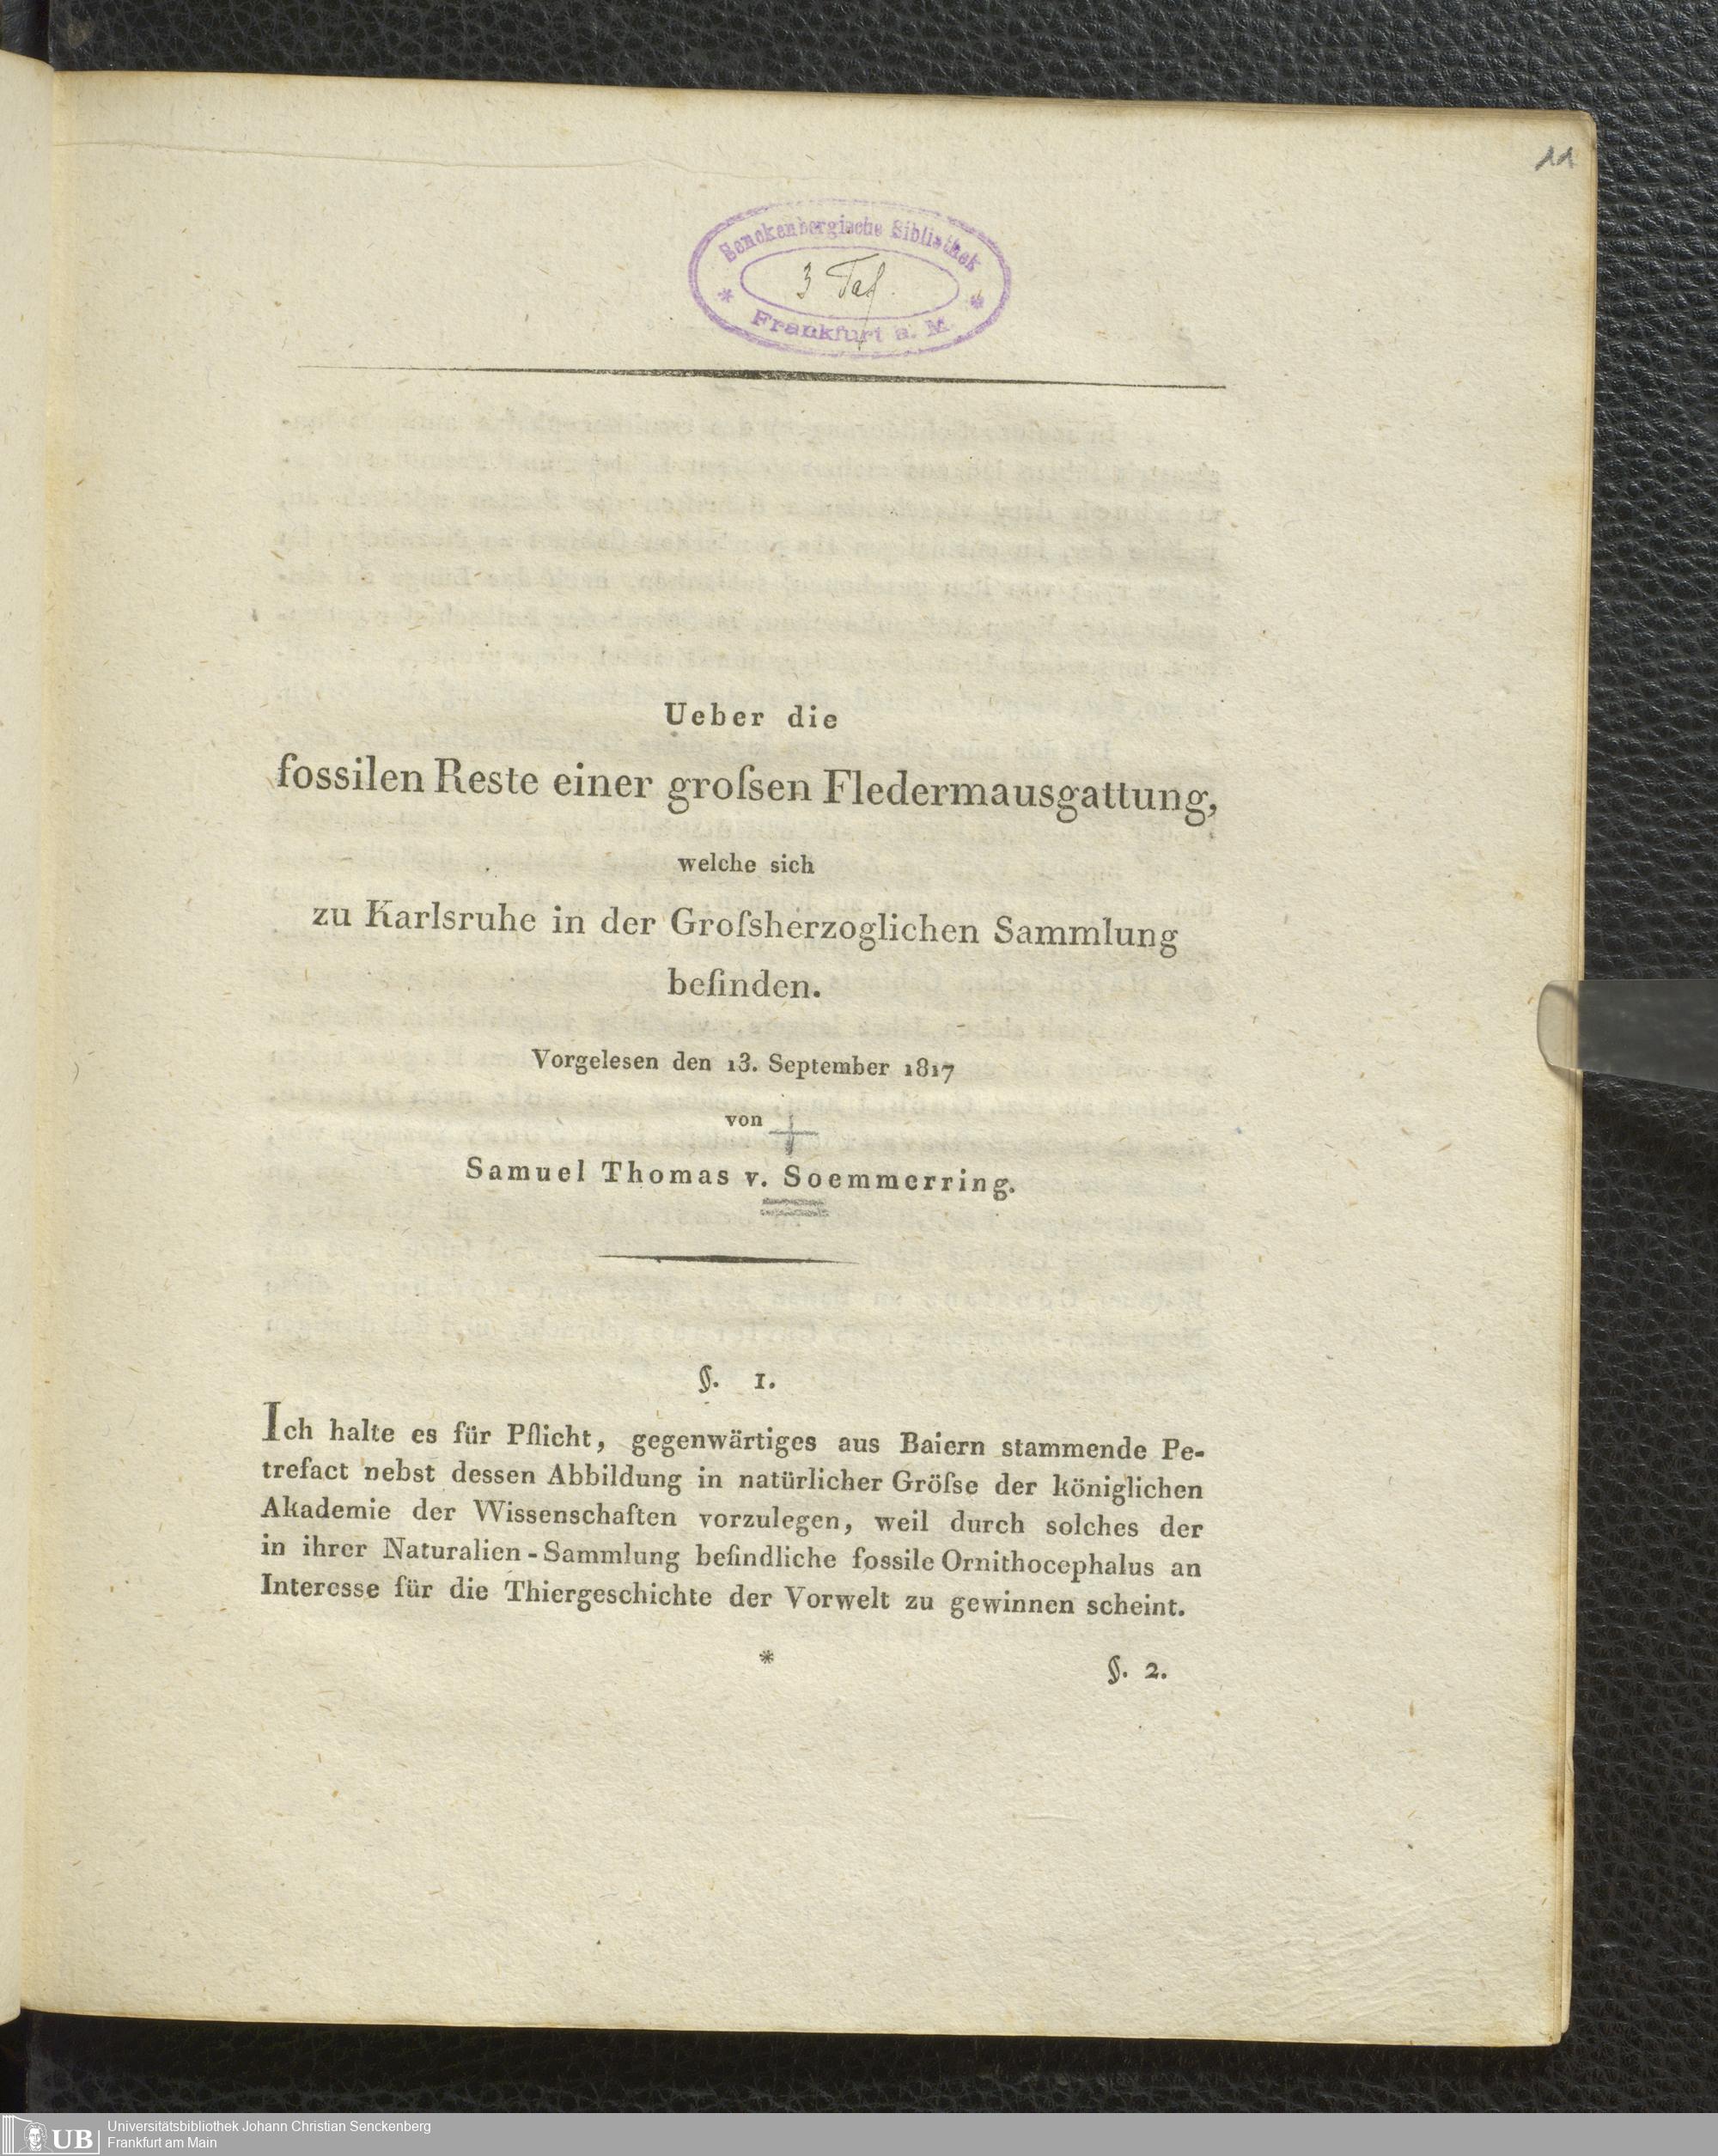 11
Senckenbergische Bibliothek
3 Taf.
* Frankfurt a. M. *
Ueber die
fossilen Reste einer groſsen Fledermausgattung,
welche sich
zu Karlsruhe in der Groſsherzoglichen Sammlung
befinden.
Vorgelesen den 13. September 1817
von
Samuel Thomas v. Soemmerring.
§. 1.
Ich halte es für Pflicht, gegenwärtiges aus Baiern stammende Pe-
trefact nebst dessen Abbildung in natürlicher Gröſse der königlichen
Akademie der Wissenschaften vorzulegen, weil durch solches der
in ihrer Naturalien-Sammlung befindliche fossile Ornithocephalus an
Interesse für die Thiergeschichte der Vorwelt zu gewinnen scheint.
* §. 2.
UB Universitätsbibliothek Johann Christian Senckenberg
Frankfurt am Main